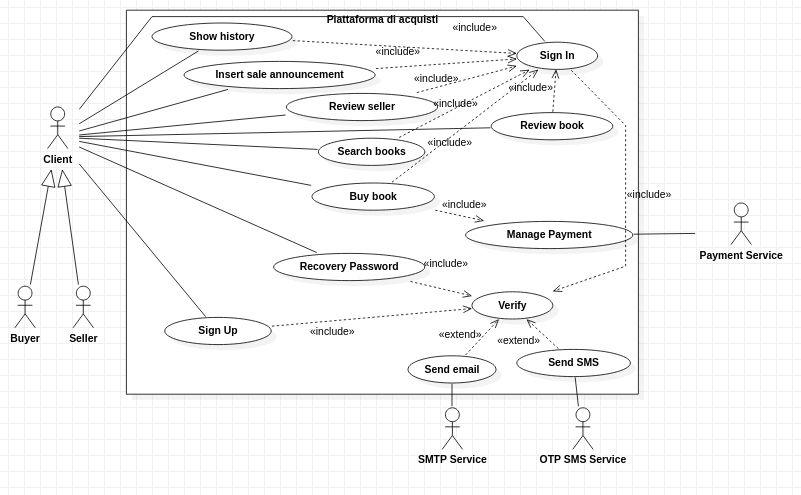 Piattaforma di acquisti
«include»
Show history
«include»
Sign In
Insert sale announcement
«include»
«include»
Review seller
«include»
Review book
«include»
Search books
Client
Buy book
«include»
«include»
Manage Payment
Payment Service
Recovery Password
«include»
Verify
Sign Up
«include»
«extend»
«extend»
Buyer
Seller
Send email
Send SMS
SMTP Service
OTP SMS Service